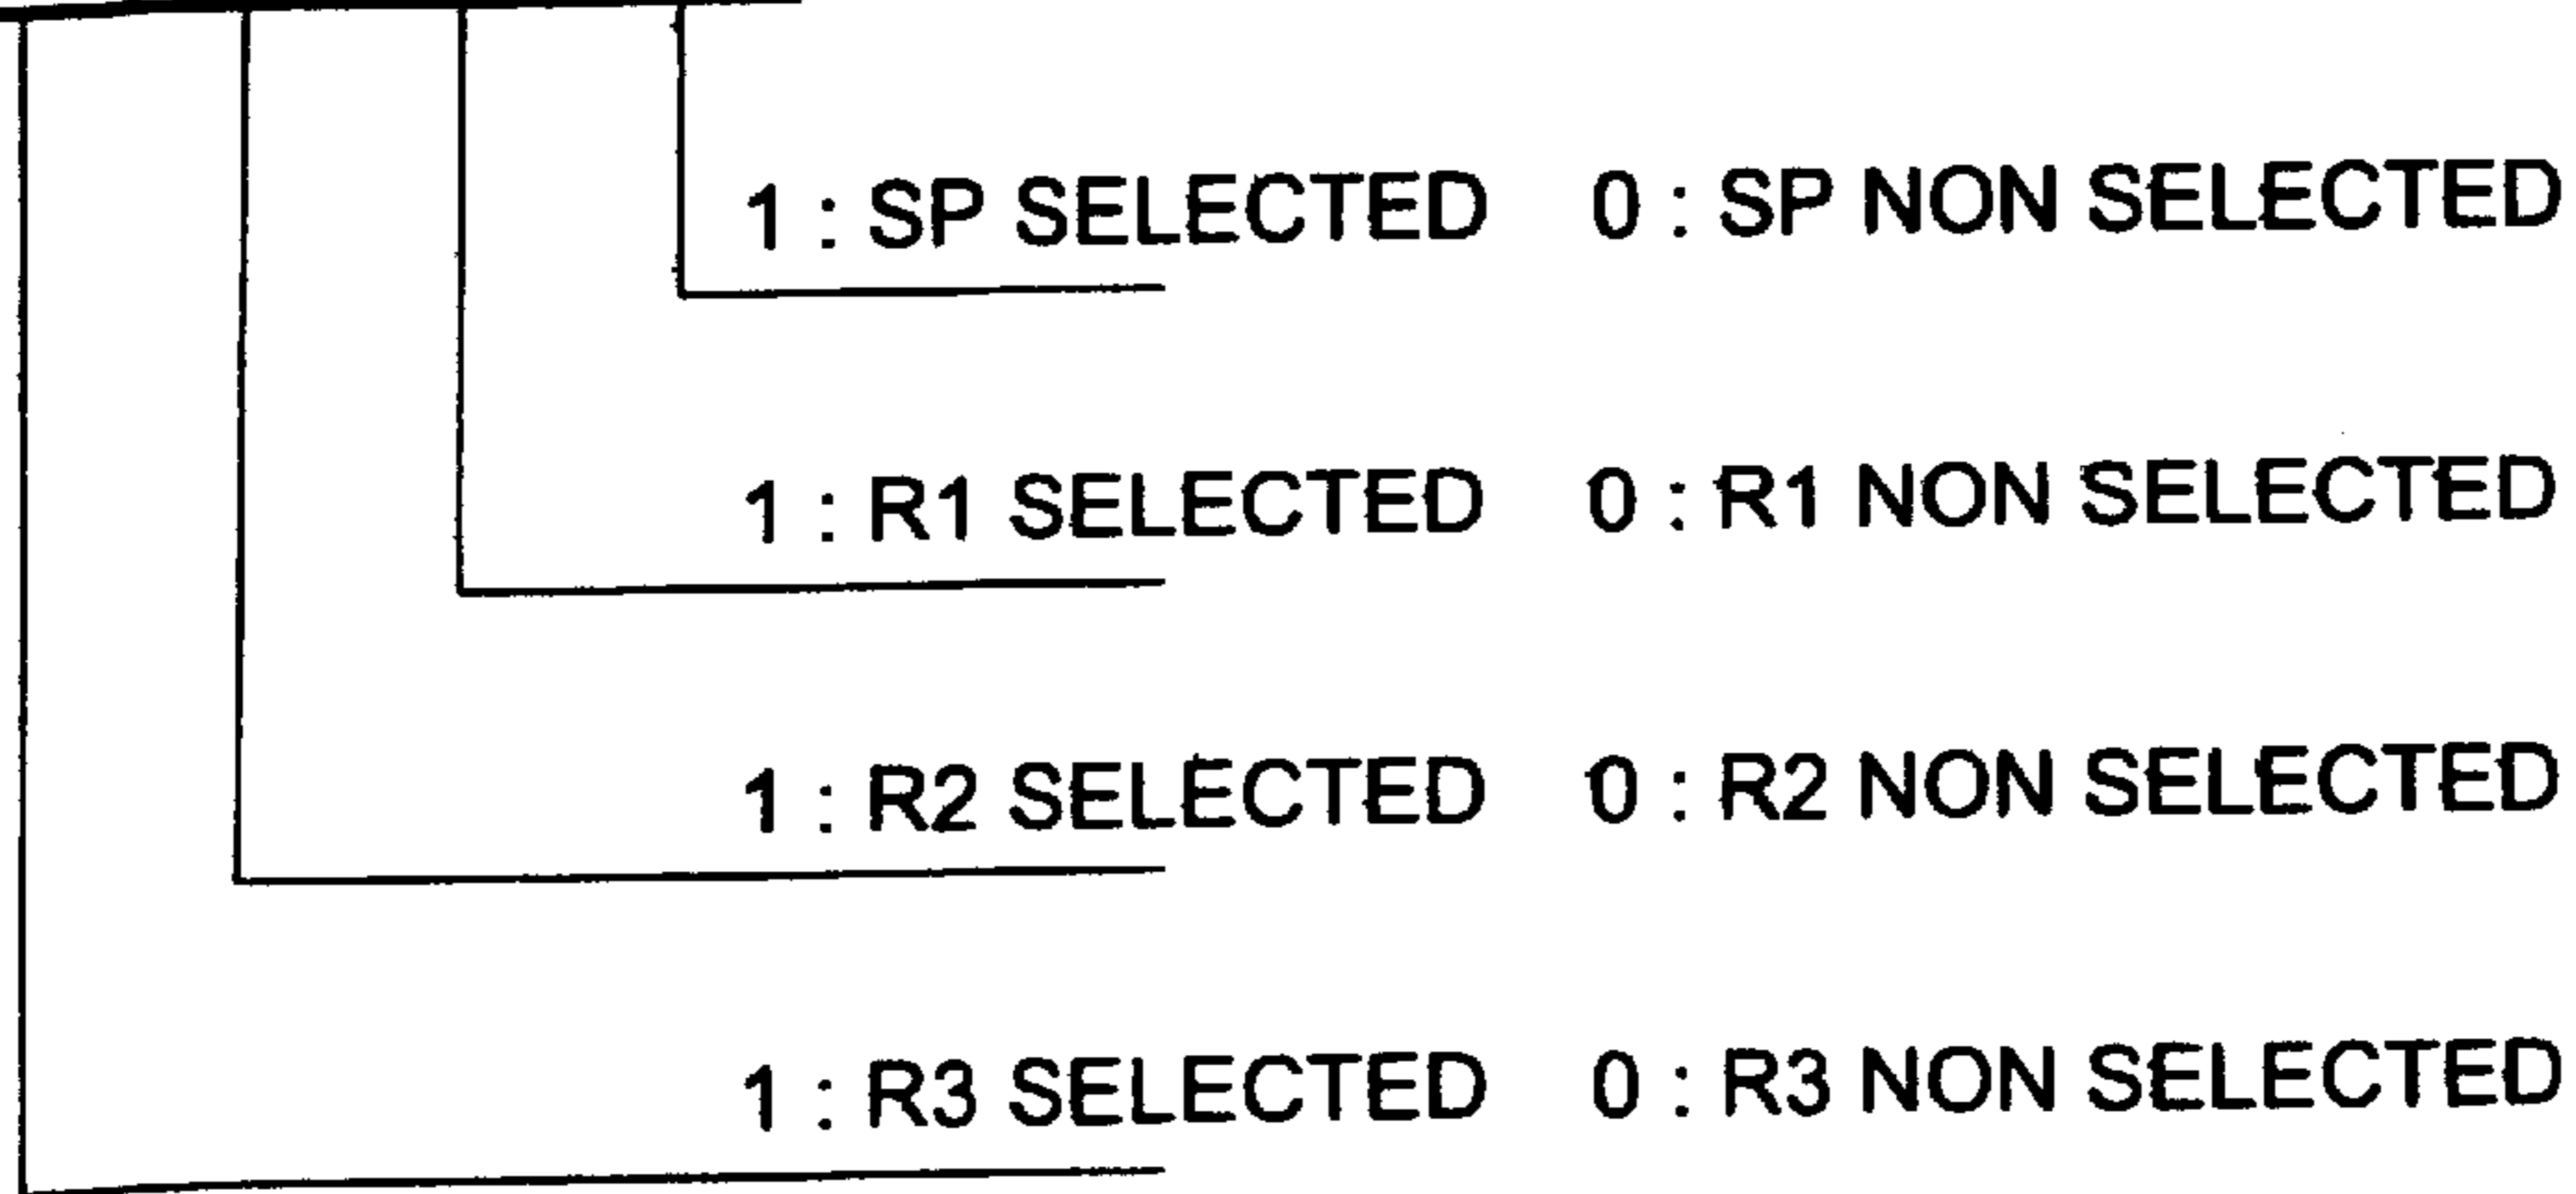 1 : SP SELECTED 0 : SP NON SELECTED
1 : R1 SELECTED 0 : R1 NON SELECTED
1 : R2 SELECTED 0 : R2 NON SELECTED
1 : R3 SELECTED 0 : R3 NON SELECTED